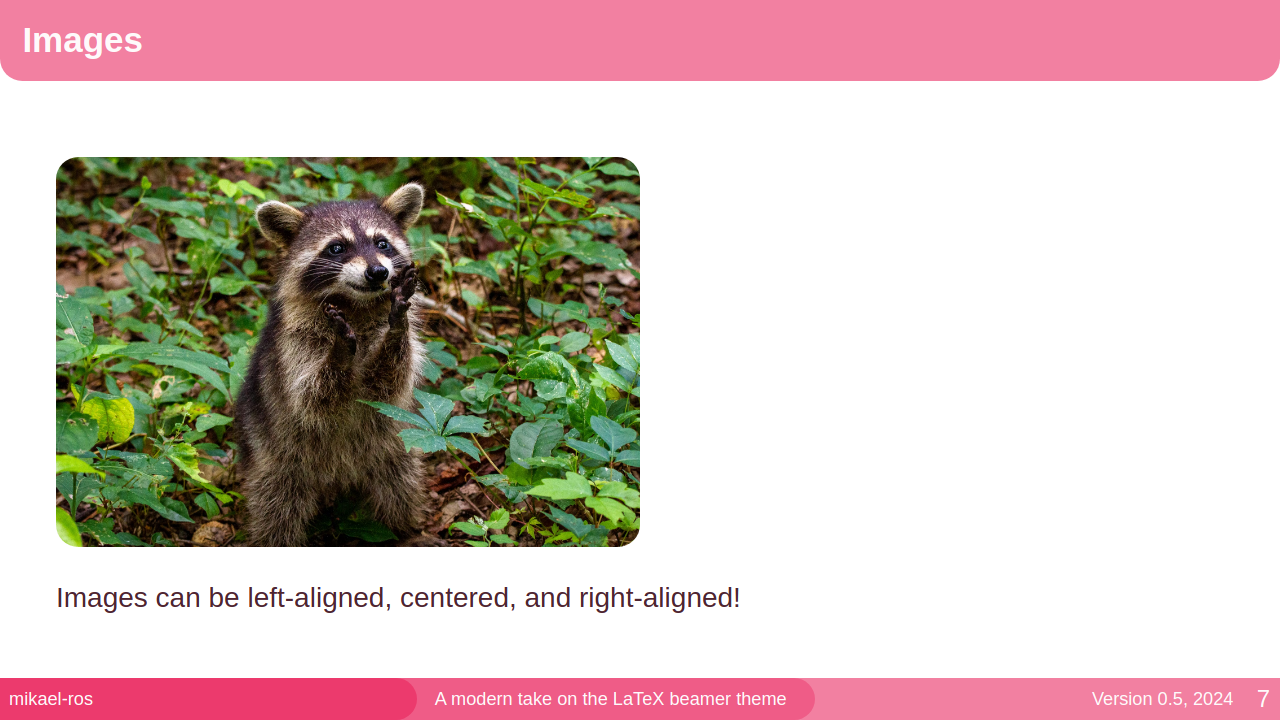 Images
Images can be left-aligned, centered, and right-aligned!
mikael-ros
A modern take on the LaTeX beamer theme
Version 0.5, 2024
7